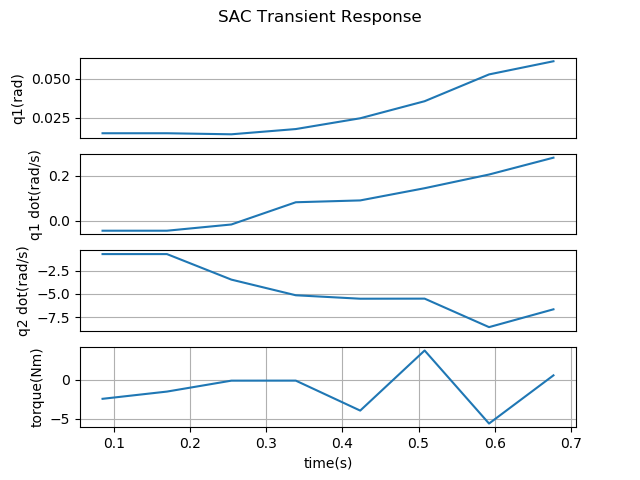 SAC Transient Response
0.050
0.025
q1(rad)
0.2
0.0
q1 dot(rad/s)
−2.5
−5.0
−7.5
q2 dot(rad/s)
0
−5
torque(Nm)
0.1 0.2 0.3 0.4 0.5 0.6 0.7
time(s)